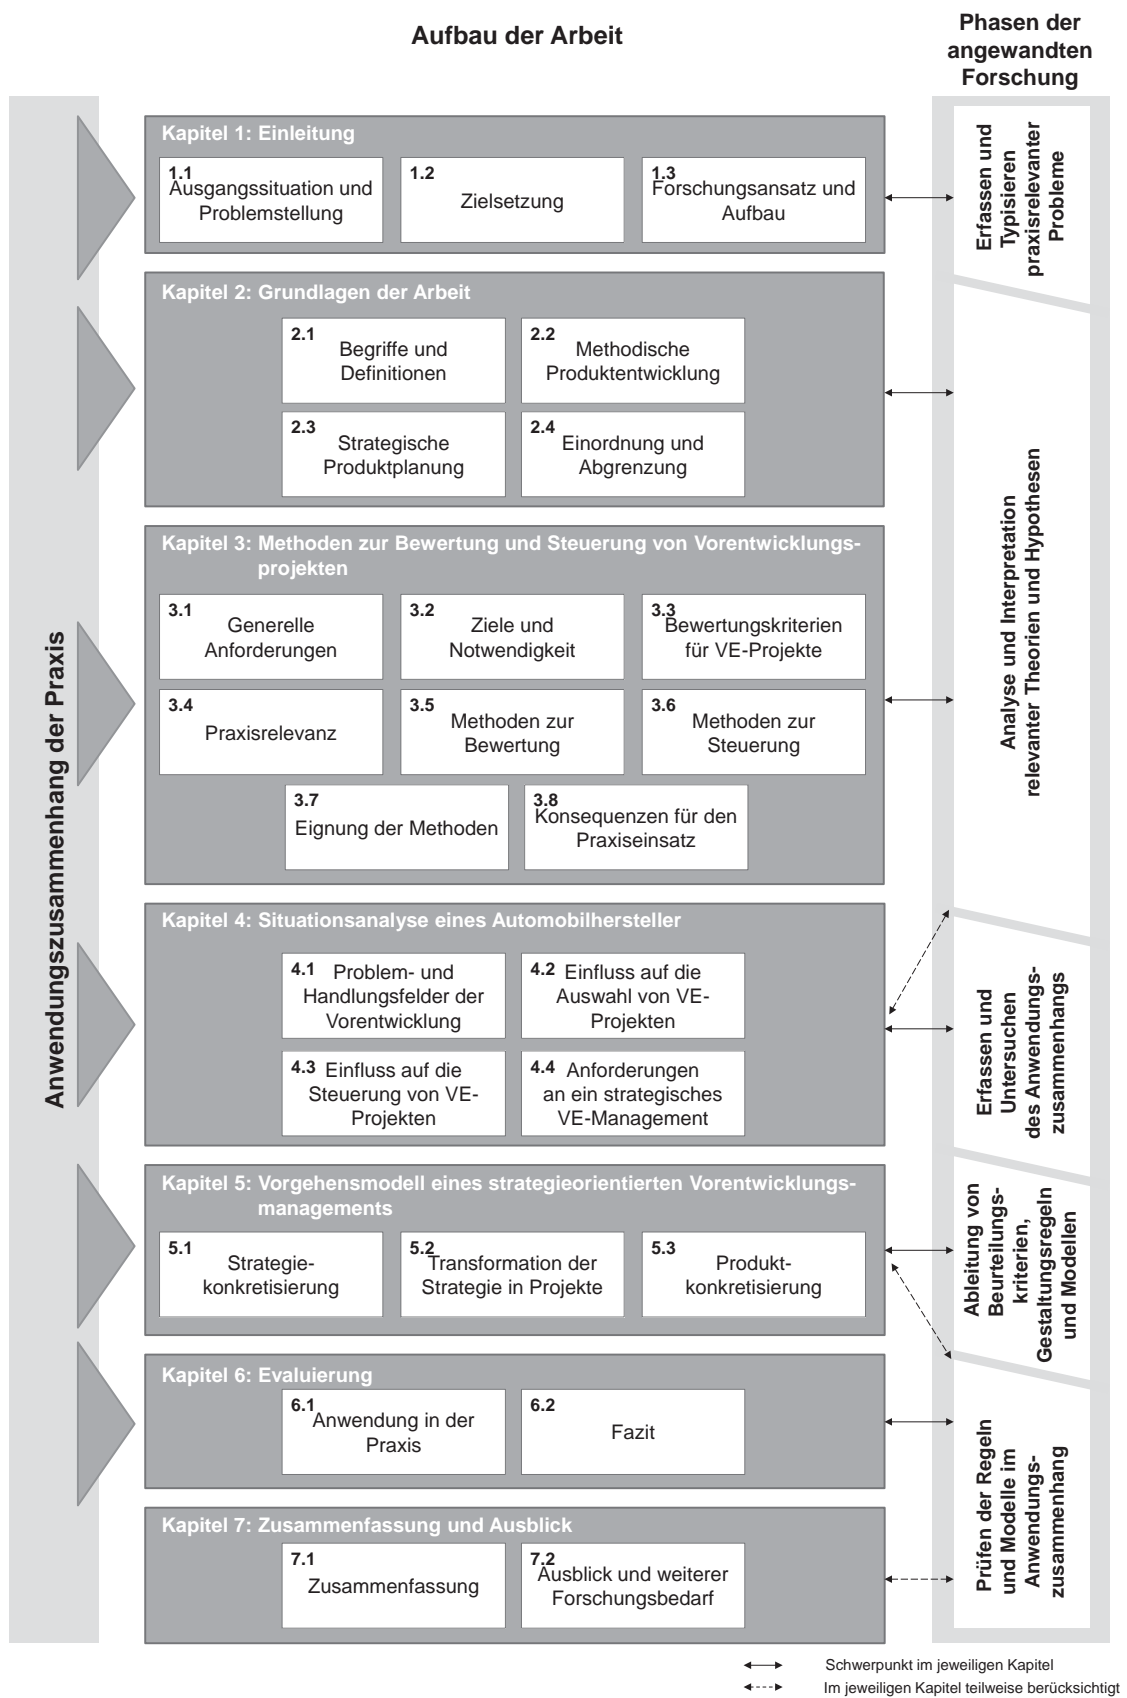 Aufbau der Arbeit
Phasen der
angewandten
Forschung
Anwendungszusammenhang der Praxis
Kapitel 1: Einleitung
1.1
Ausgangssituation und
Problemstellung
1.2
Zielsetzung
1.3
Forschungsansatz und
Aufbau
Erfassen und
Typisieren
praxisrelevanter
Probleme
Kapitel 2: Grundlagen der Arbeit
2.1
Begriffe und
Definitionen
2.2
Methodische
Produktentwicklung
2.3
Strategische
Produktplanung
2.4
Einordnung und
Abgrenzung
Analyse und Interpretation
relevanter Theorien und Hypothesen
Kapitel 3: Methoden zur Bewertung und Steuerung von Vorentwicklungs-
projekten
3.1
Generelle
Anforderungen
3.2
Ziele und
Notwendigkeit
3.3
Bewertungskriterien
für VE-Projekte
3.4
Praxisrelevanz
3.5
Methoden zur
Bewertung
3.6
Methoden zur
Steuerung
3.7
Eignung der Methoden
3.8
Konsequenzen für den
Praxiseinsatz
Kapitel 4: Situationsanalyse eines Automobilhersteller
4.1 Problem- und
Handlungsfelder der
Vorentwicklung
4.2 Einfluss auf die
Auswahl von VE-
Projekten
4.3 Einfluss auf die
Steuerung von VE-
Projekten
4.4 Anforderungen
an ein strategisches
VE-Management
Erfassen und
Untersuchen
des Anwendungs-
zusammenhangs
Kapitel 5: Vorgehensmodell eines strategieorientierten Vorentwicklungs-
managements
5.1
Strategie-
konkretisierung
5.2
Transformation der
Strategie in Projekte
5.3
Produkt-
konkretisierung
Ableitung von
Beurteilungs-
kriterien,
Gestaltungsregeln
und Modellen
Kapitel 6: Evaluierung
6.1
Anwendung in der
Praxis
6.2
Fazit
Prüfen der Regeln
und Modelle im
Anwendungs-
zusammenhang
Kapitel 7: Zusammenfassung und Ausblick
7.1
Zusammenfassung
7.2
Ausblick und weiterer
Forschungsbedarf
Schwerpunkt im jeweiligen Kapitel
Im jeweiligen Kapitel teilweise berücksichtigt